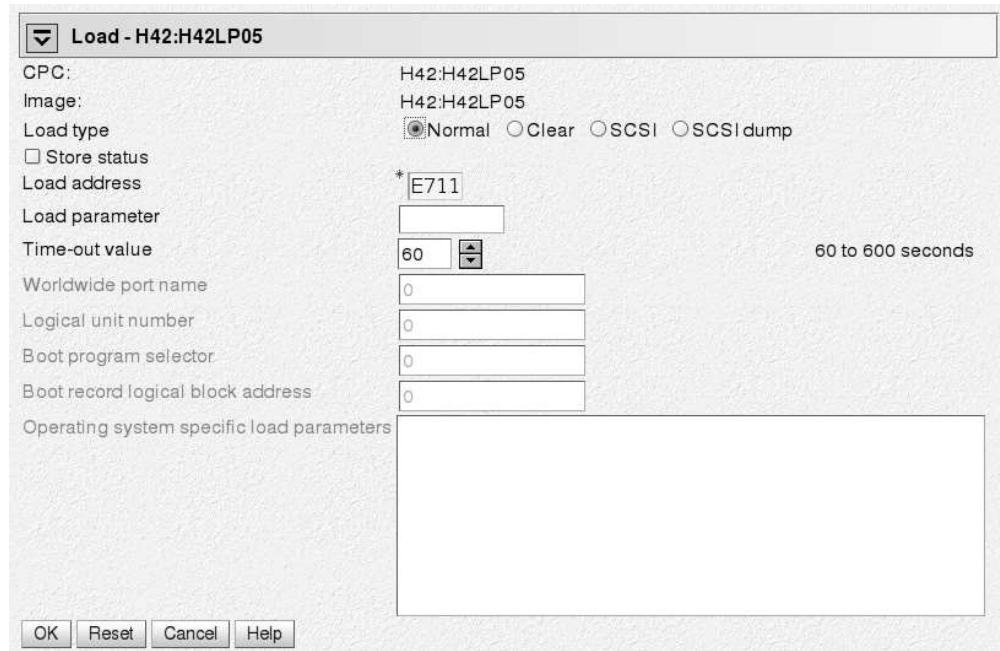 Load - H42:H42LP05
CPC: H42:H42LP05
Image: H42:H42LP05
Load type Normal Clear SCSI SCSI dump
Store status
Load address * E711
Load parameter
Time-out value 60 60 to 600 seconds
Worldwide port name 0
Logical unit number 0
Boot program selector 0
Boot record logical block address 0
Operating system specific load parameters
OK Reset Cancel Help